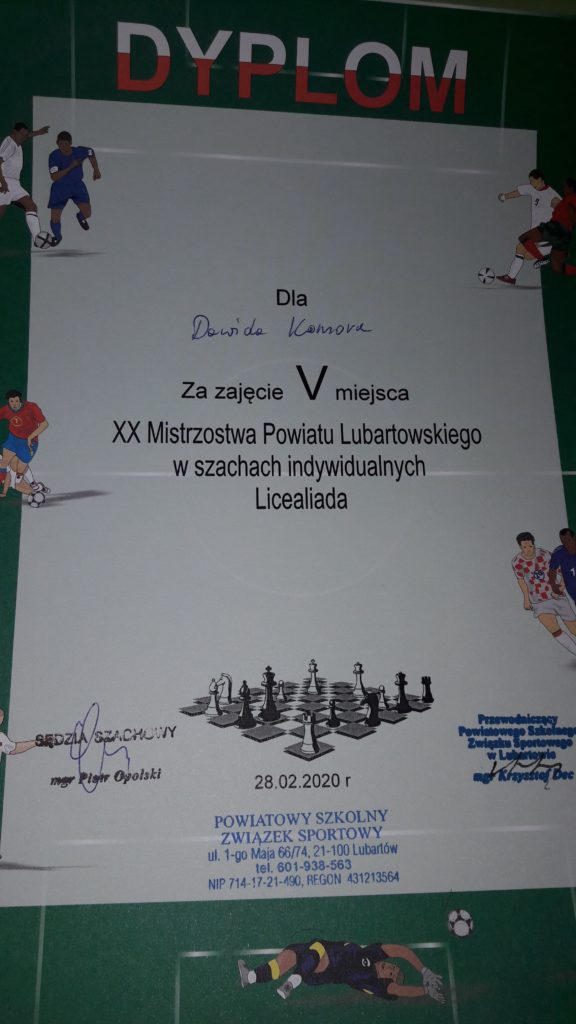 DYPLOM
Dla
Dawida Komora
Za zajęcie V miejsca
XX Mistrzostwa Powiatu Lubartowskiego
w szachach indywidualnych
Licealiada
SĘDZIA SZACHOWY
mgr Piotr Opolski
Przewodniczący
Powiatowego Szkolnego
Związku Sportowego
w Lubartowie
mgr Krzysztof Dec
28.02.2020 r
POWIATOWY SZKOLNY
ZWIĄZEK SPORTOWY
ul. 1-go Maja 66/74, 21-100 Lubartów
tel. 601-938-563
NIP 714-17-21-490, REGON 431213564